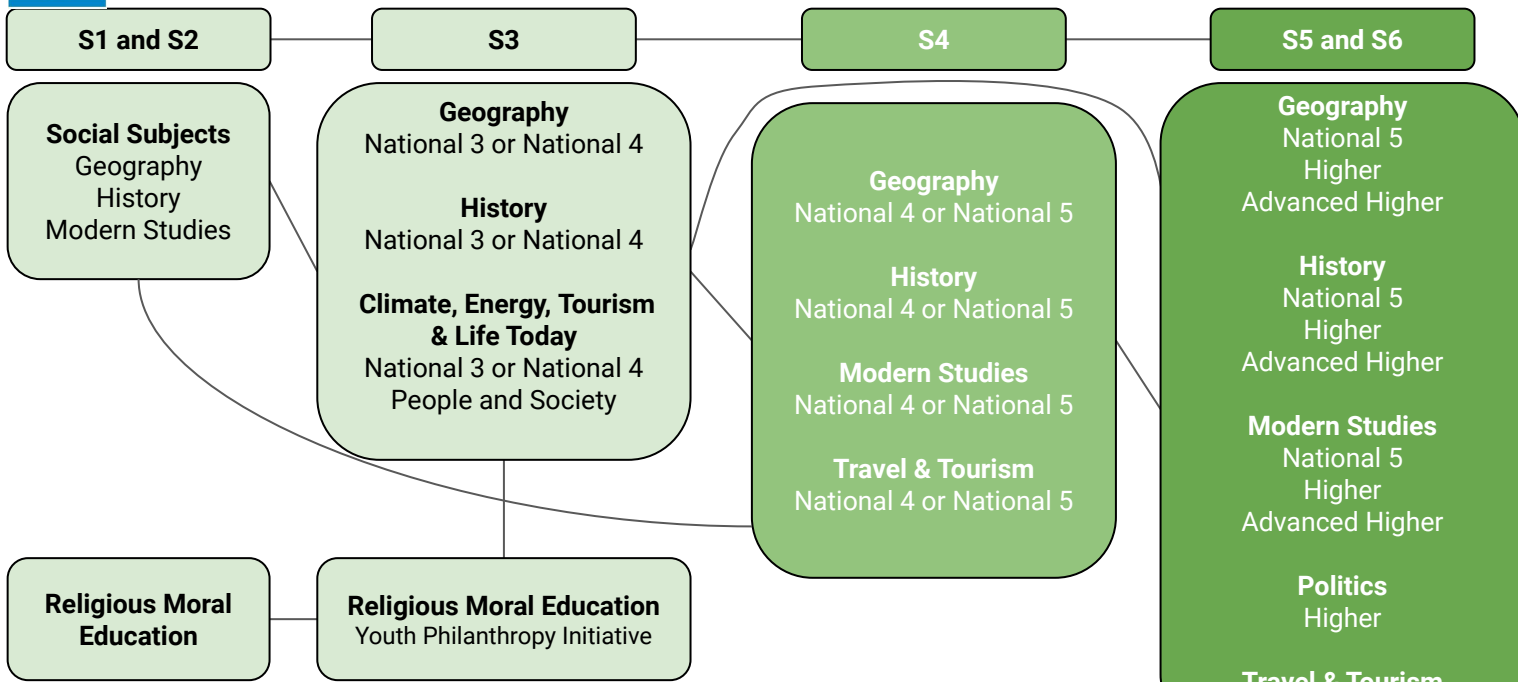 S1 and S2
S3
S4
S5 and S6
Social Subjects
Geography
History
Modern Studies
Geography
National 3 or National 4
History
National 3 or National 4
Climate, Energy, Tourism
& Life Today
National 3 or National 4
People and Society
Geography
National 4 or National 5
History
National 4 or National 5
Modern Studies
National 4 or National 5
Travel & Tourism
National 4 or National 5
Geography
National 5
Higher
Advanced Higher
History
National 5
Higher
Advanced Higher
Modern Studies
National 5
Higher
Advanced Higher
Politics
Higher
Travel & Tourism
Religious Moral
Education
Religious Moral Education
Youth Philanthropy Initiative